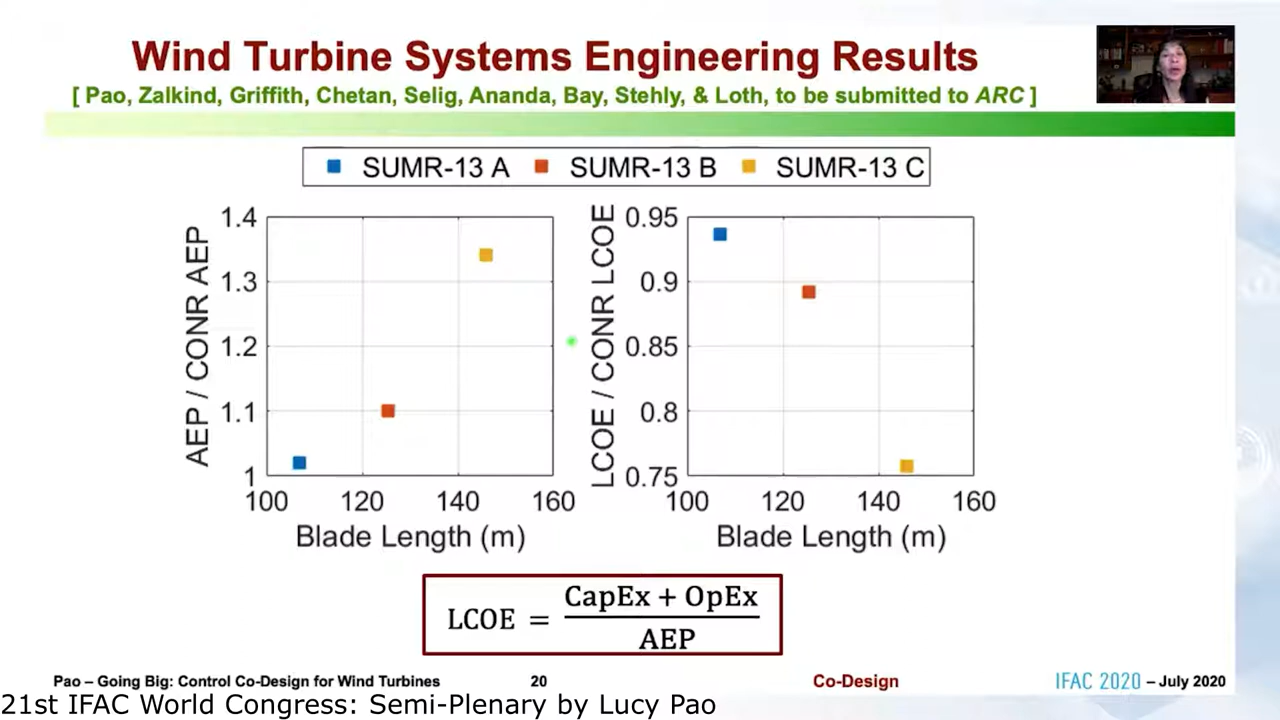 Wind Turbine Systems Engineering Results
[ Pao, Zalkind, Griffith, Chetan, Selig, Ananda, Bay, Stehly, & Loth, to be submitted to ARC ]
SUMR-13 A SUMR-13 B SUMR-13 C
AEP / CONR AEP
1.4
1.3
1.2
1.1
1
100 120 140 160
Blade Length (m)
LCOE / CONR LCOE
0.95
0.9
0.85
0.8
0.75
100 120 140 160
Blade Length (m)
LCOE = CapEx + OpEx
AEP
Pao – Going Big: Control Co-Design for Wind Turbines 20 Co-Design IFAC 2020 – July 2020
21st IFAC World Congress: Semi-Plenary by Lucy Pao